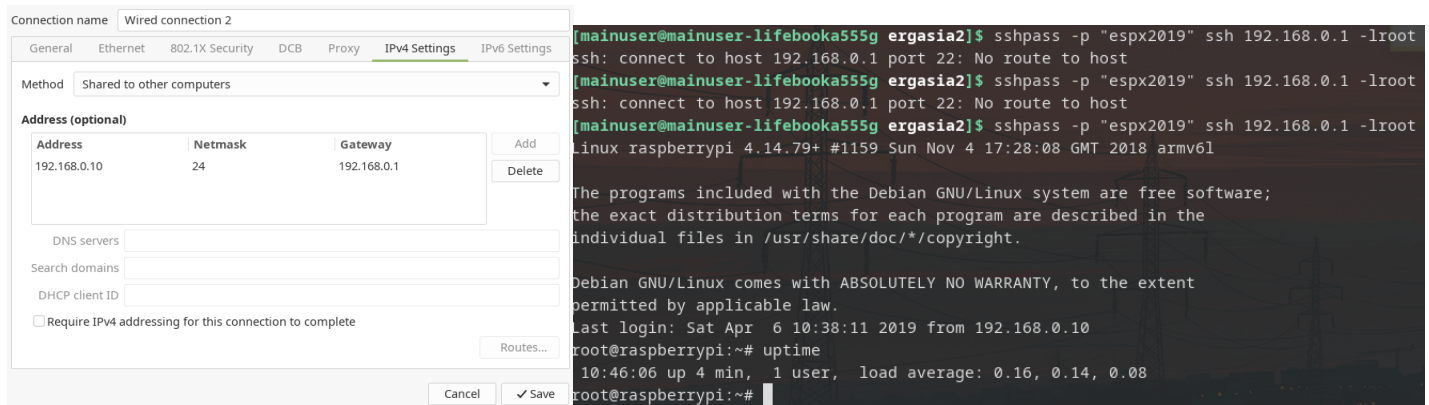 Connection name Wired connection 2
General Ethernet 802.1X Security DCB Proxy IPv4 Settings IPv6 Settings
Method Shared to other computers
Address (optional)
Address Netmask Gateway
192.168.0.10 24 192.168.0.1
Add
Delete
DNS servers
Search domains
DHCP client ID
Require IPv4 addressing for this connection to complete
Routes...
Cancel Save
[mainuser@mainuser-lifebooka555g ergasia2]$ sshpass -p "espx2019" ssh 192.168.0.1 -lroot
ssh: connect to host 192.168.0.1 port 22: No route to host
[mainuser@mainuser-lifebooka555g ergasia2]$ sshpass -p "espx2019" ssh 192.168.0.1 -lroot
ssh: connect to host 192.168.0.1 port 22: No route to host
[mainuser@mainuser-lifebooka555g ergasia2]$ sshpass -p "espx2019" ssh 192.168.0.1 -lroot
Linux raspberrypi 4.14.79+ #1159 Sun Nov 4 17:28:08 GMT 2018 armv6l

The programs included with the Debian GNU/Linux system are free software;
the exact distribution terms for each program are described in the
individual files in /usr/share/doc/*/copyright.

Debian GNU/Linux comes with ABSOLUTELY NO WARRANTY, to the extent
permitted by applicable law.
Last login: Sat Apr  6 10:38:11 2019 from 192.168.0.10
root@raspberrypi:~# uptime
 10:46:06 up 4 min,  1 user,  load average: 0.16, 0.14, 0.08
root@raspberrypi:~#